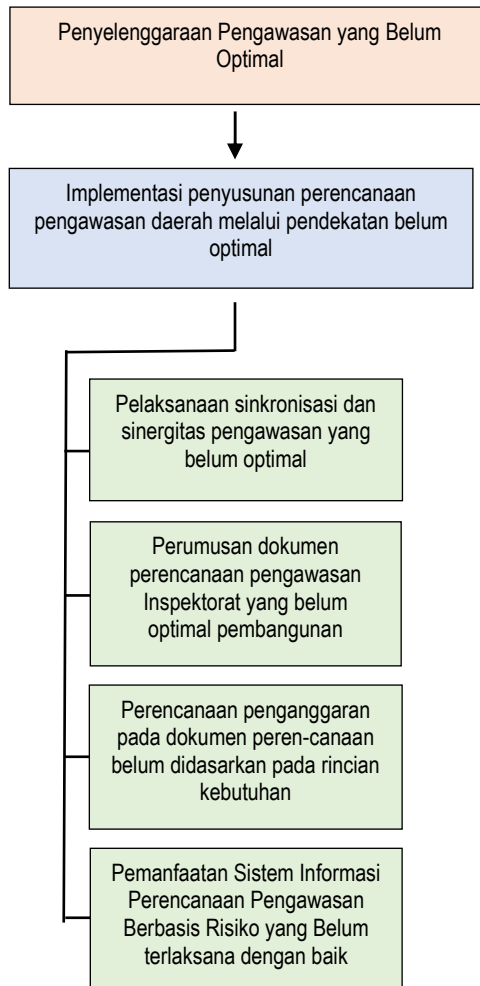 Penyelenggaraan Pengawasan yang Belum
Optimal
Implementasi penyusunan perencanaan
pengawasan daerah melalui pendekatan belum
optimal
Pelaksanaan sinkronisasi dan
sinergitas pengawasan yang
belum optimal
Perumusan dokumen
perencanaan pengawasan
Inspektorat yang belum
optimal pembangunan
Perencanaan penganggaran
pada dokumen peren-canaan
belum didasarkan pada rincian
kebutuhan
Pemanfaatan Sistem Informasi
Perencanaan Pengawasan
Berbasis Risiko yang Belum
terlaksana dengan baik